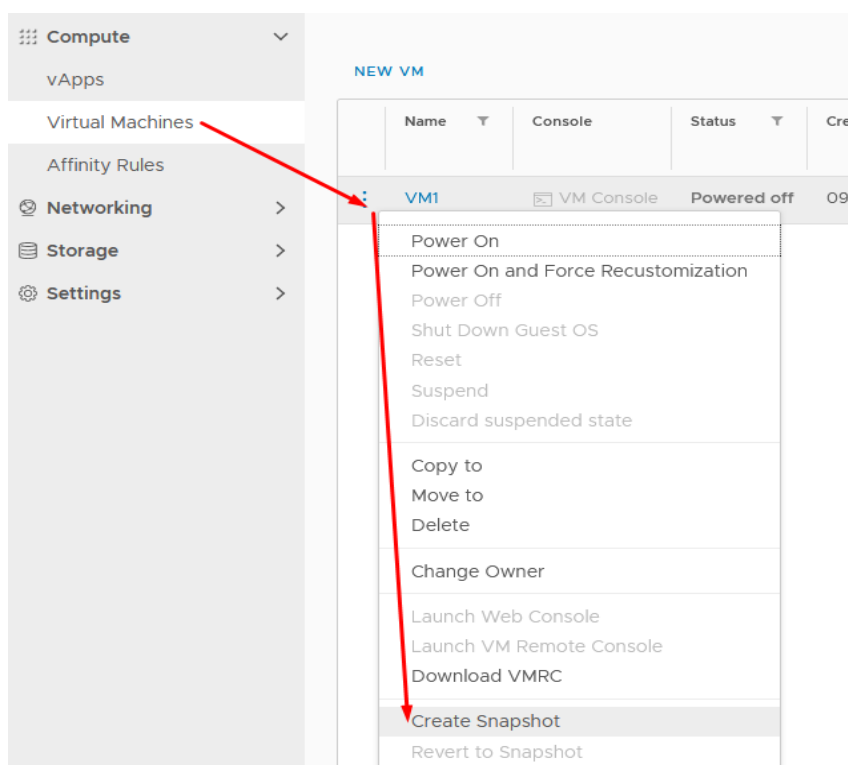 Compute
vApps
Virtual Machines
Affinity Rules
Networking
Storage
Settings
NEW VM
Name Console Status Cre
VM1 VM Console Powered off 09
Power On
Power On and Force Recustomization
Power Off
Shut Down Guest OS
Reset
Suspend
Discard suspended state
Copy to
Move to
Delete
Change Owner
Launch Web Console
Launch VM Remote Console
Download VMRC
Create Snapshot
Revert to Snapshot